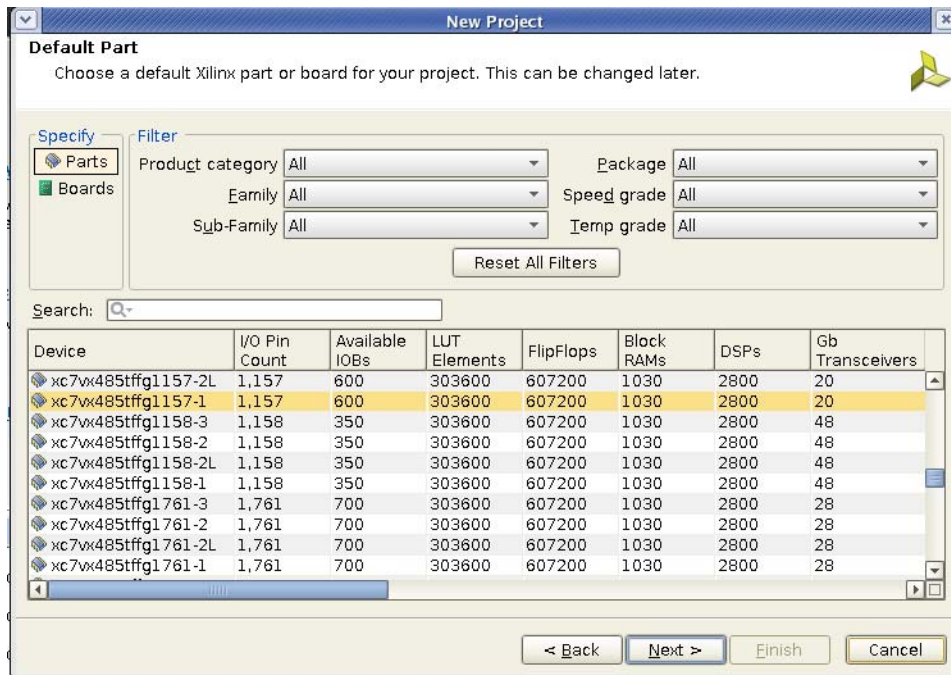 New Project
Default Part
Choose a default Xilinx part or board for your project. This can be changed later.
Specify
Filter
Parts
Boards
Product category All
Package All
Family All
Speed grade All
Sub-Family All
Temp grade All
Reset All Filters
Search:
Device I/O Pin Count Available IOBs LUT Elements FlipFlops Block RAMs DSPs Gb Transceivers
xc7vx485tffg1157-2L 1,157 600 303600 607200 1030 2800 20
xc7vx485tffg1157-1 1,157 600 303600 607200 1030 2800 20
xc7vx485tffg1158-3 1,158 350 303600 607200 1030 2800 48
xc7vx485tffg1158-2 1,158 350 303600 607200 1030 2800 48
xc7vx485tffg1158-2L 1,158 350 303600 607200 1030 2800 48
xc7vx485tffg1158-1 1,158 350 303600 607200 1030 2800 48
xc7vx485tffg1761-3 1,761 700 303600 607200 1030 2800 28
xc7vx485tffg1761-2 1,761 700 303600 607200 1030 2800 28
xc7vx485tffg1761-2L 1,761 700 303600 607200 1030 2800 28
xc7vx485tffg1761-1 1,761 700 303600 607200 1030 2800 28
< Back
Next >
Finish
Cancel